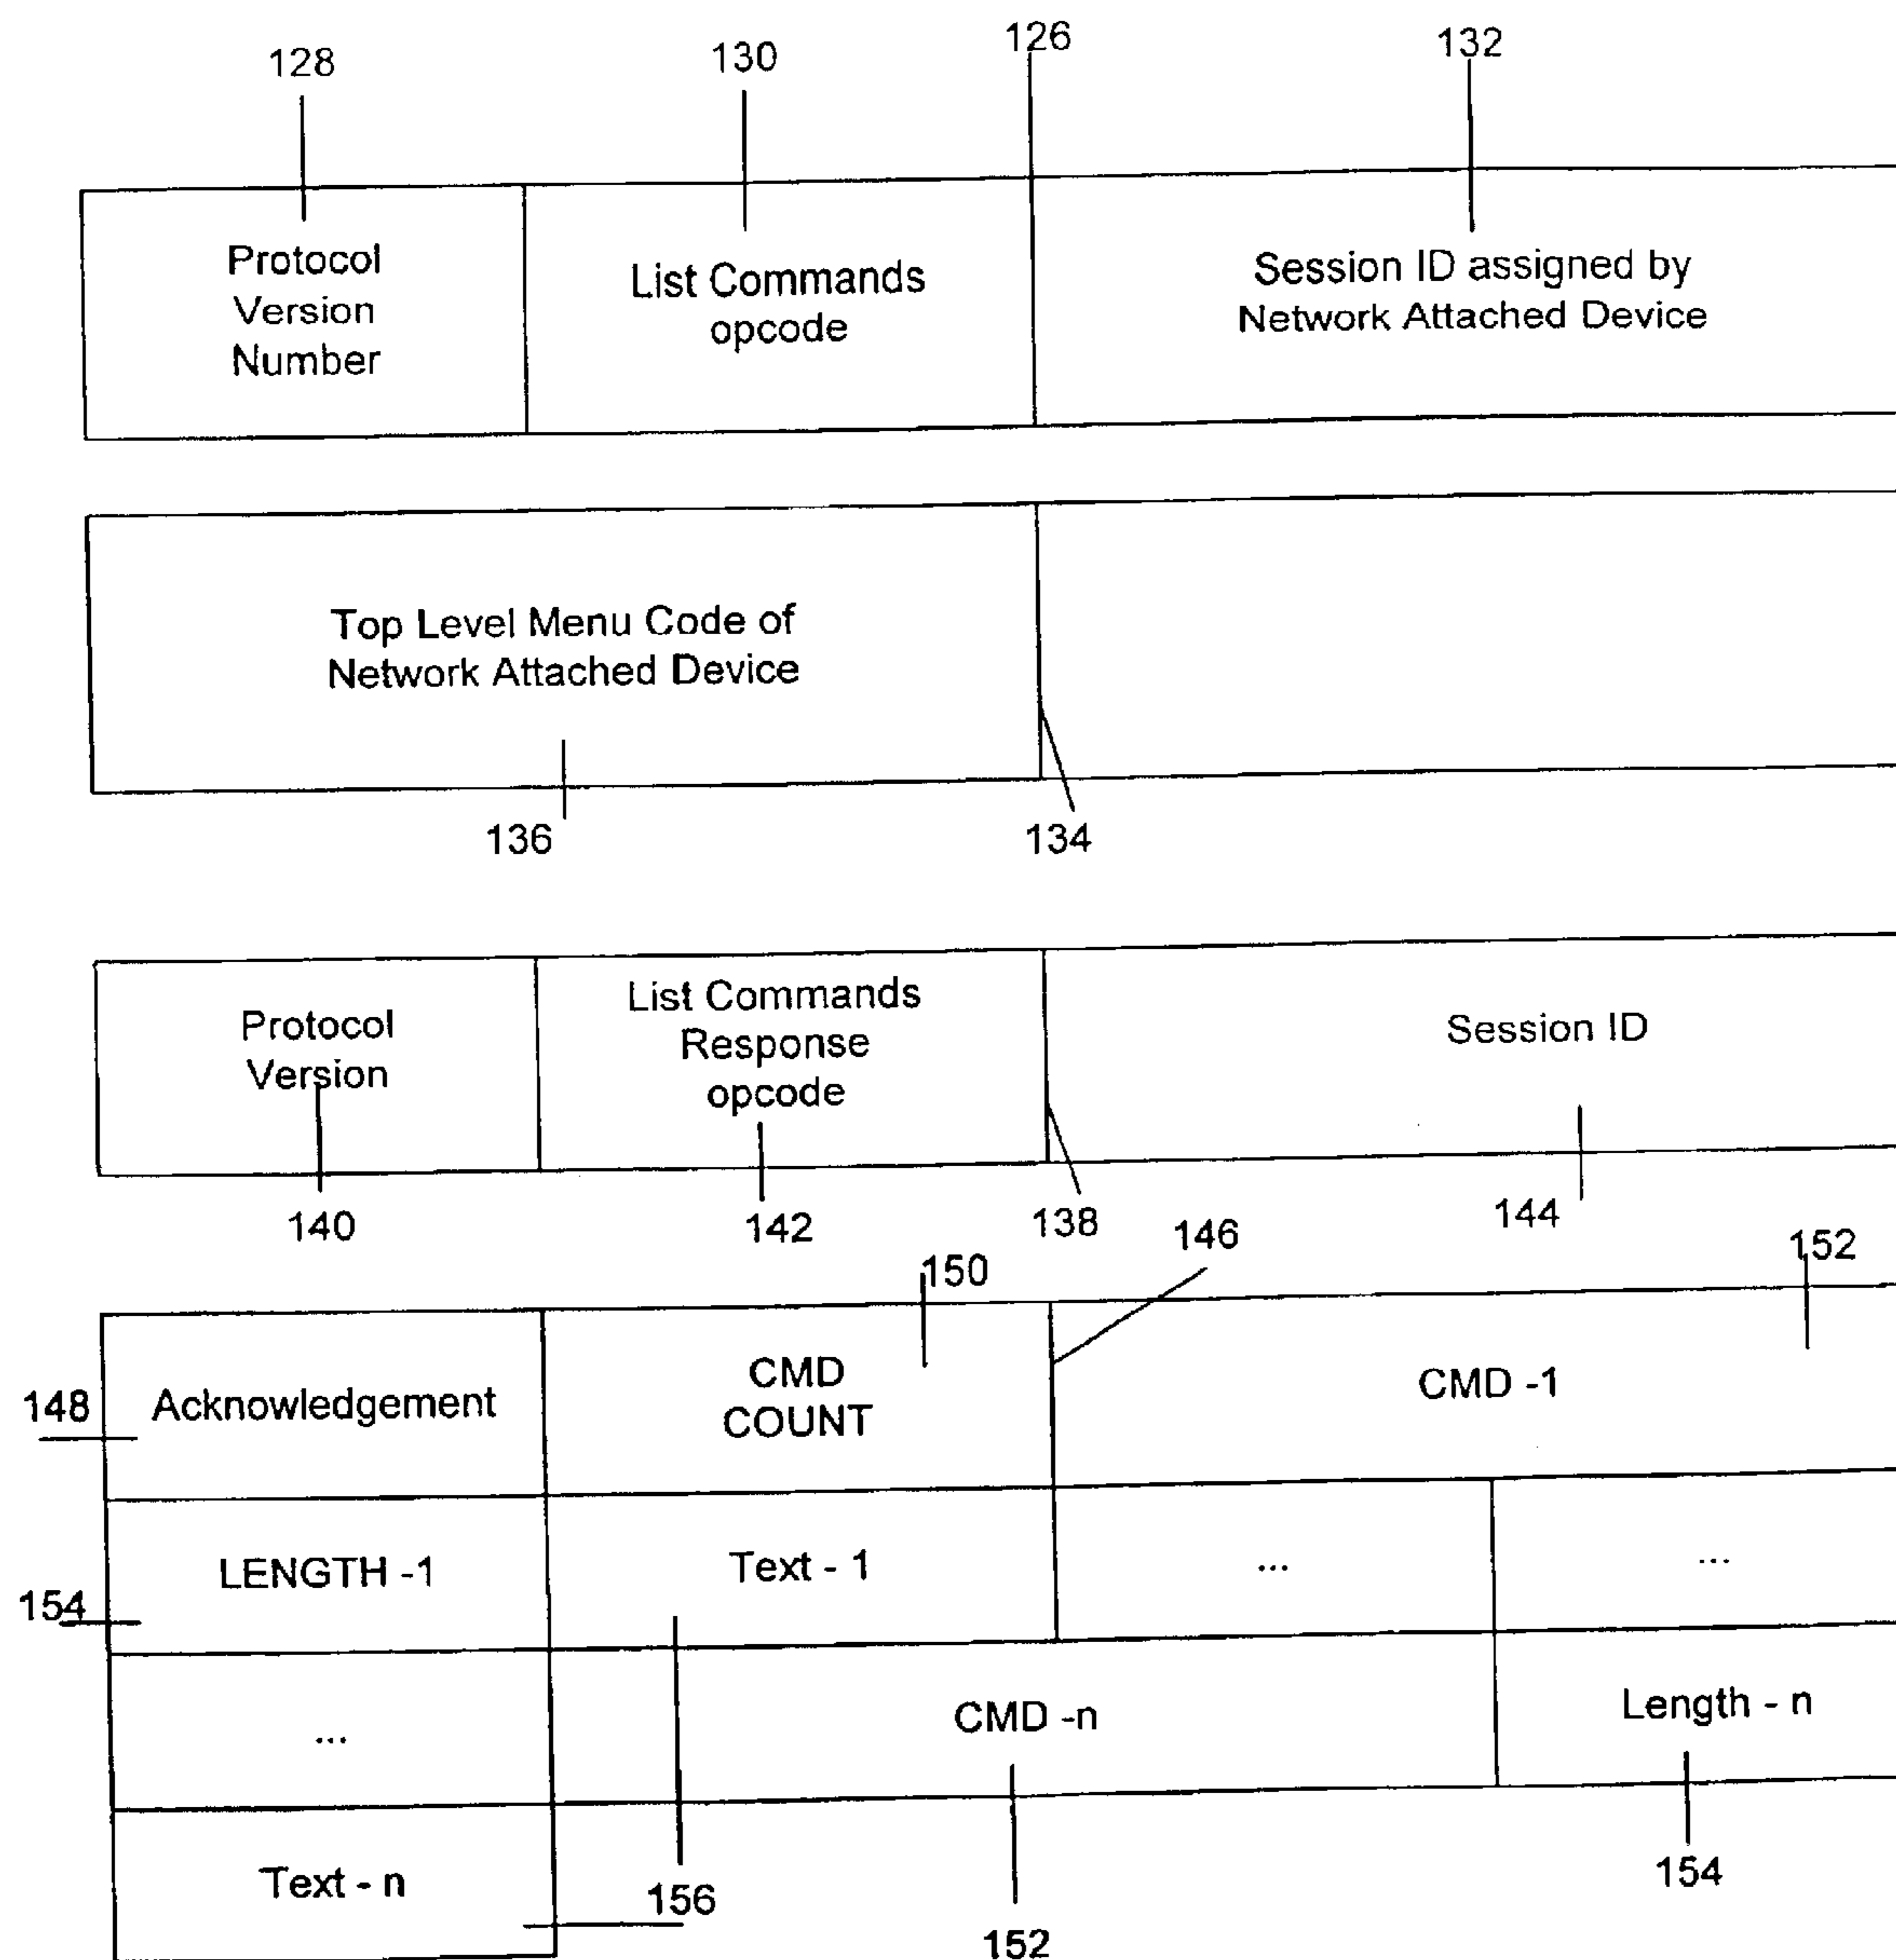 128
130
126
132
Protocol
Version
Number
List Commands
opcode
Session ID assigned by
Network Attached Device
Top Level Menu Code of
Network Attached Device
136
134
Protocol
Version
List Commands
Response
opcode
Session ID
140
142
138
144
146
150
152
148
Acknowledgement
CMD
COUNT
CMD -1
154
LENGTH -1
Text - 1
...
...
...
CMD -n
Length - n
Text - n
156
152
154